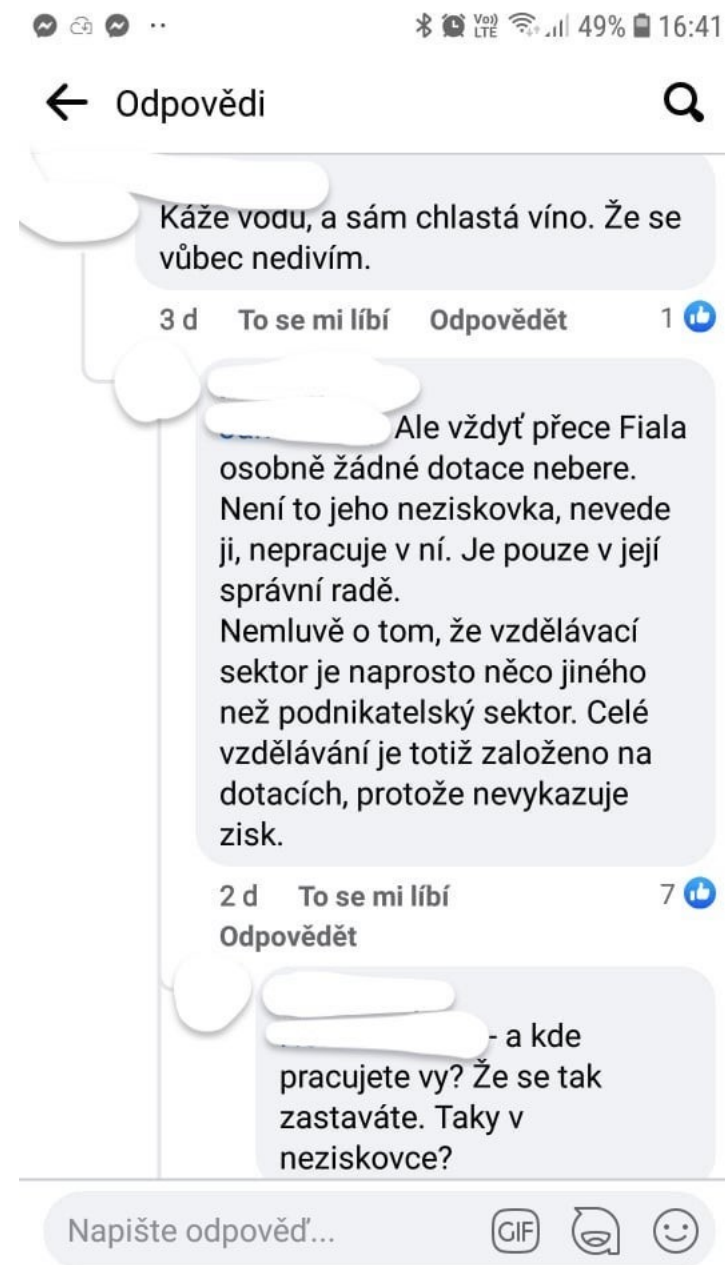 Vo)) 49% 16:41
LTE
Odpovědi
Káže vodu, a sám chlastá víno. Že se
vůbec nedivím.
3 d To se mi líbí Odpovědět 1
Ale vždyť přece Fiala
osobně žádné dotace nebere.
Není to jeho neziskovka, nevede
ji, nepracuje v ní. Je pouze v její
správní radě.
Nemluvě o tom, že vzdělávací
sektor je naprosto něco jiného
než podnikatelský sektor. Celé
vzdělávání je totiž založeno na
dotacích, protože nevykazuje
zisk.
2 d To se mi líbí 7
Odpovědět
- a kde
pracujete vy? Že se tak
zastaváte. Taky v
neziskovce?
Napište odpověď... GIF